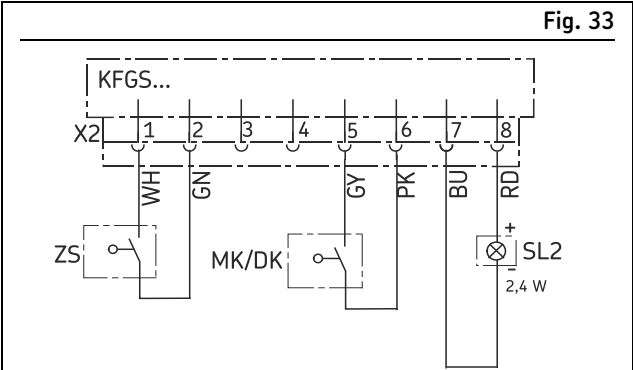 Fig. 33
KFGS...
X2 1 2 3 4 5 6 7 8
WH GN GY PK BU RD
ZS MK/DK + SL2
–
2,4 W